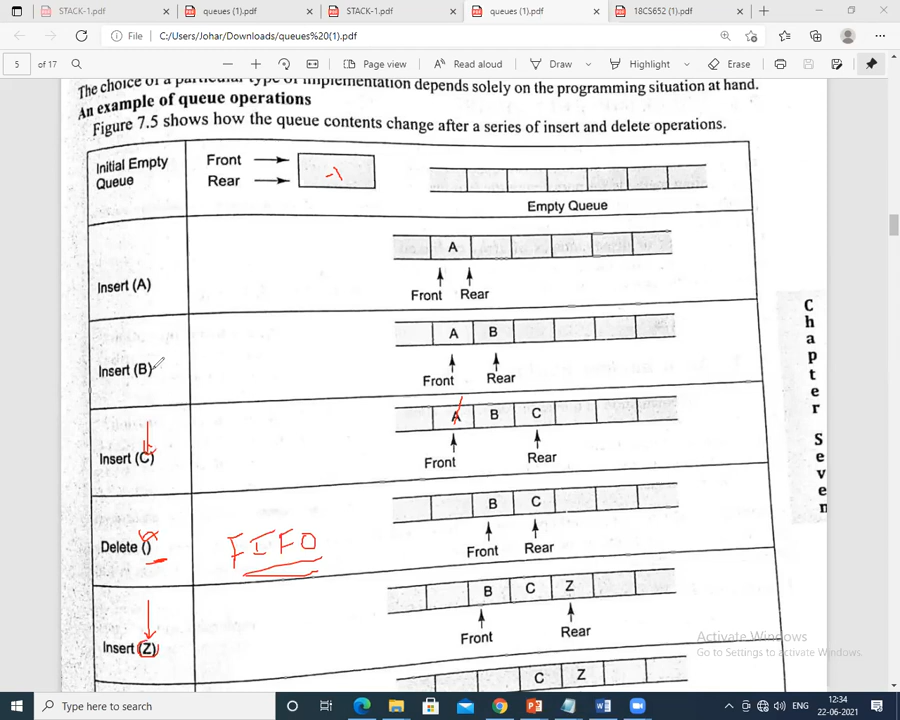 STACK-1.pdf
queues (1).pdf
STACK-1.pdf
queues (1).pdf
18CS652 (1).pdf
File
C:/Users/Johar/Downloads/queues%20(1).pdf
5 of 17
Page view
Read aloud
Draw
Highlight
Erase
The choice of a particular type of implementation depends solely on the programming situation at hand.
An example of queue operations
Figure 7.5 shows how the queue contents change after a series of insert and delete operations.
Initial Empty
Queue
Front
Rear
-1
Empty Queue
Insert (A)
A
Front Rear
Insert (B)
A B
Front Rear
Insert (C)
A B C
Front Rear
Delete ()
FIFO
B C
Front Rear
Insert (Z)
B C Z
Front Rear
C Z
Chapter Seven
Activate Windows
Go to Settings to activate Windows.
Type here to search
12:34
22-06-2021